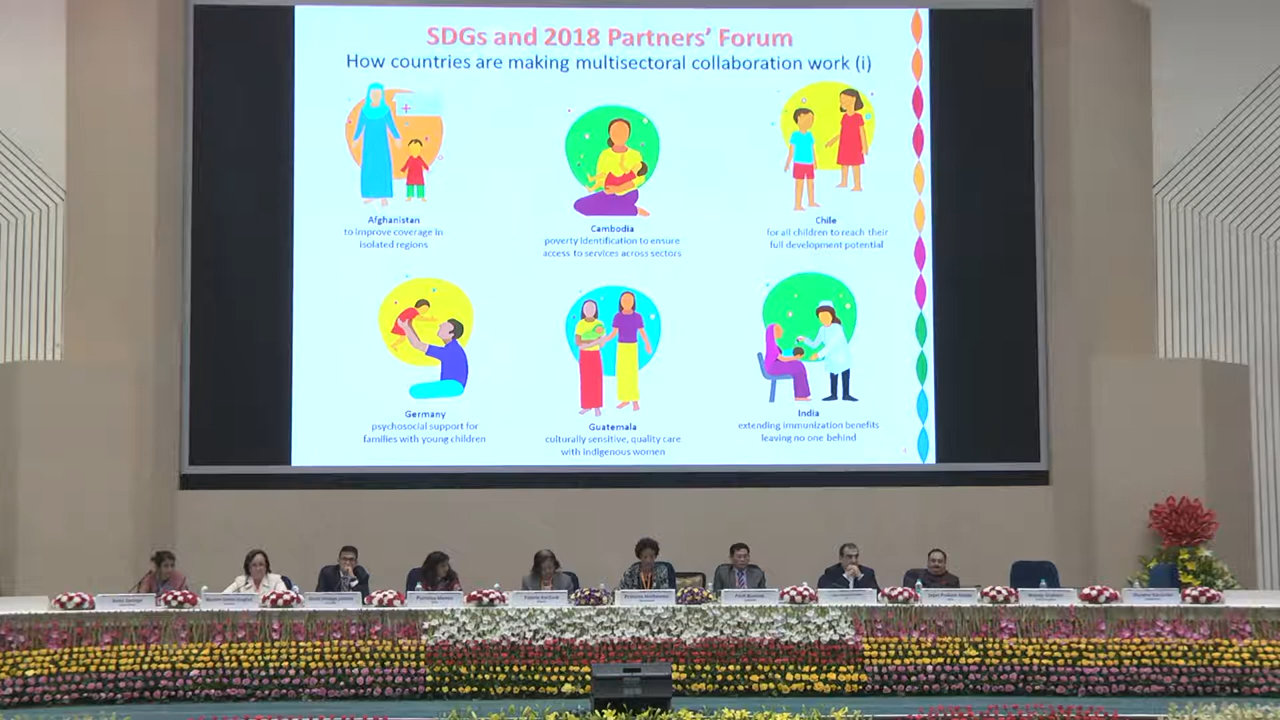 SDGs and 2018 Partners' Forum
How countries are making multisectoral collaboration work (i)
Afghanistan
to improve coverage in
isolated regions
Cambodia
poverty identification to ensure
access to services across sectors
Chile
for all children to reach their
full development potential
Germany
psychosocial support for
families with young children
Guatemala
culturally sensitive, quality care
with indigenous women
India
extending immunization benefits
leaving no one behind